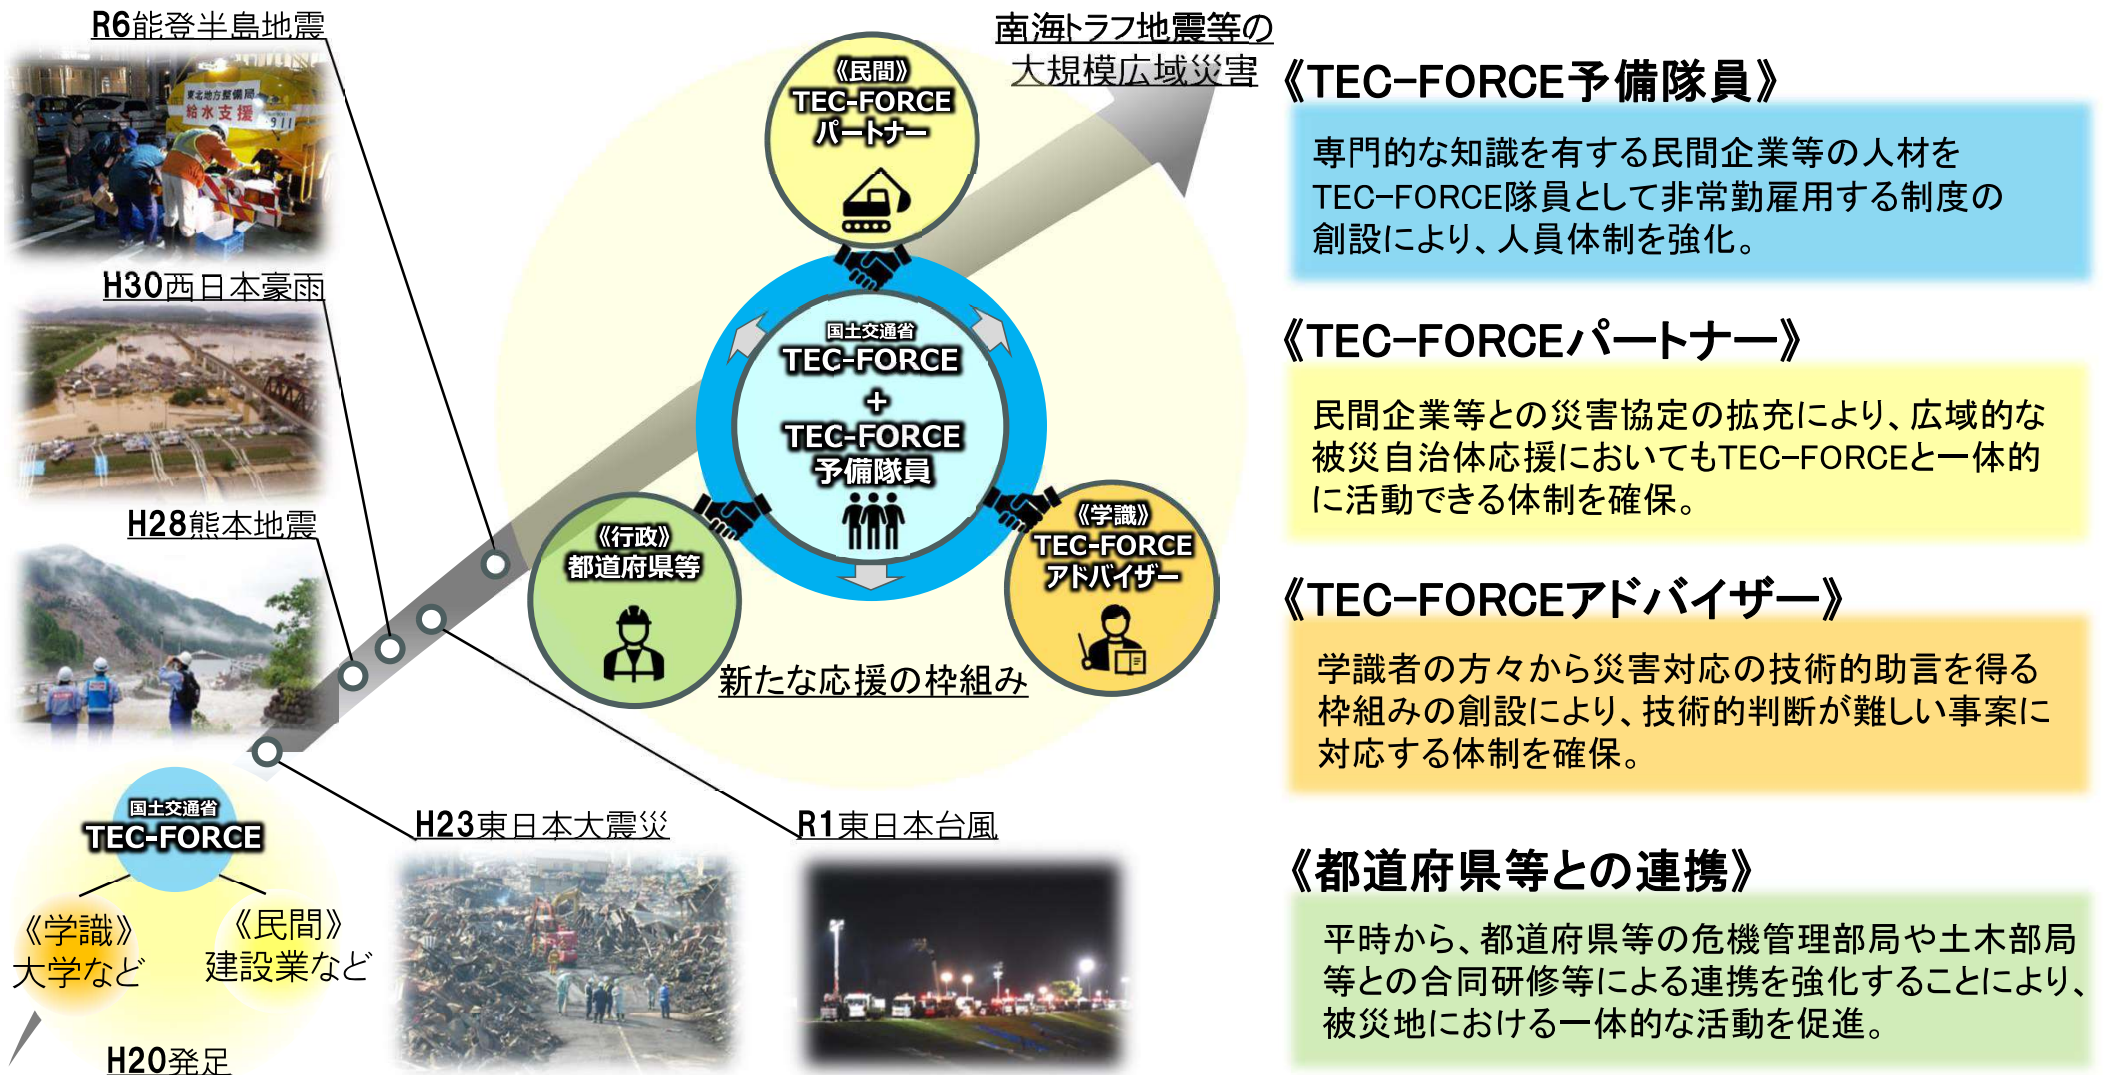 R6能登半島地震
東北地方整備局
給水支援
911
H30西日本豪雨
H28熊本地震
国土交通省
TEC-FORCE
《学識》
大学など
《民間》
建設業など
H20発足
H23東日本大震災
R1東日本台風
南海トラフ地震等の
大規模広域災害
《民間》
TEC-FORCE
パートナー
国土交通省
TEC-FORCE
+
TEC-FORCE
予備隊員
《行政》
都道府県等
《学識》
TEC-FORCE
アドバイザー
新たな応援の枠組み
《TEC-FORCE予備隊員》
専門的な知識を有する民間企業等の人材を
TEC-FORCE隊員として非常勤雇用する制度の
創設により、人員体制を強化。
《TEC-FORCEパートナー》
民間企業等との災害協定の拡充により、広域的な
被災自治体応援においてもTEC-FORCEと一体的
に活動できる体制を確保。
《TEC-FORCEアドバイザー》
学識者の方々から災害対応の技術的助言を得る
枠組みの創設により、技術的判断が難しい事案に
対応する体制を確保。
《都道府県等との連携》
平時から、都道府県等の危機管理部局や土木部局
等との合同研修等による連携を強化することにより、
被災地における一体的な活動を促進。